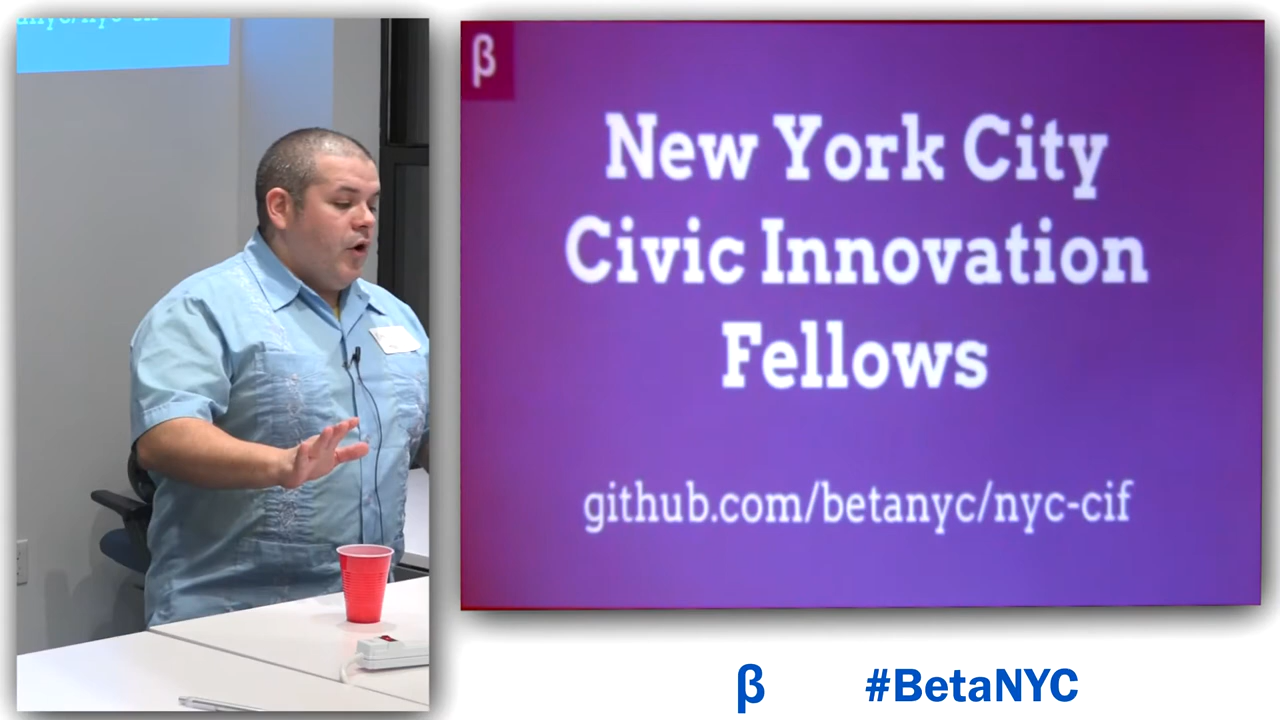 β
New York City
Civic Innovation
Fellows
github.com/betanyc/nyc-cif
β #BetaNYC